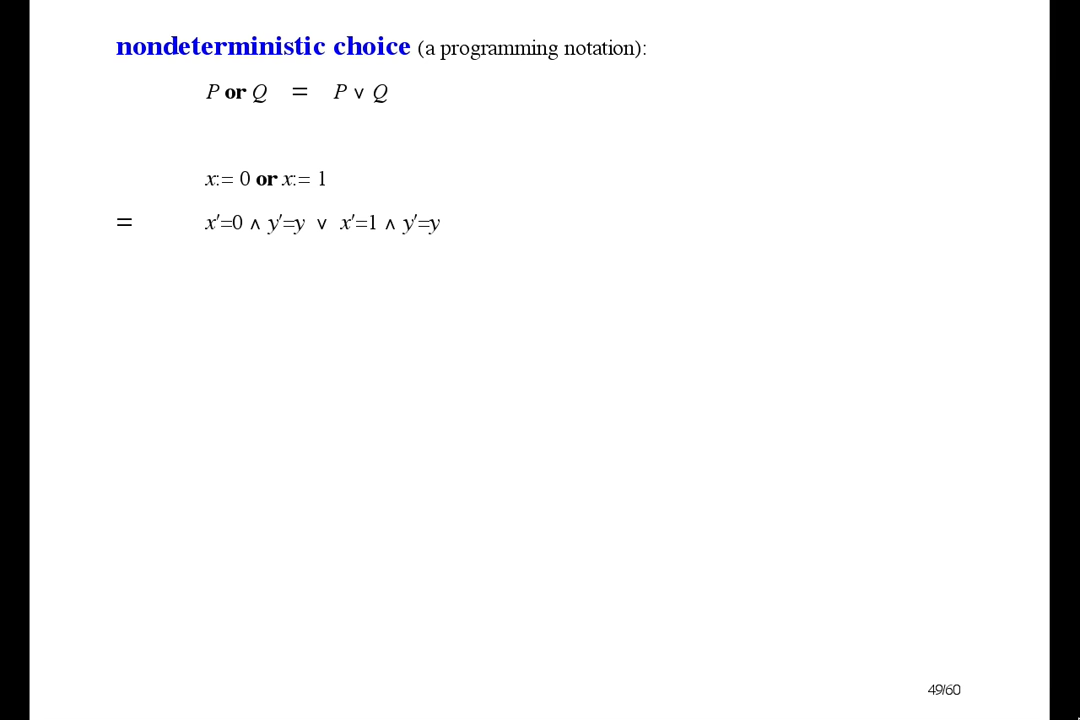 nondeterministic choice (a programming notation):
P or Q = P ∨ Q
x:= 0 or x:= 1
= x′=0 ∧ y′=y ∨ x′=1 ∧ y′=y
49/60